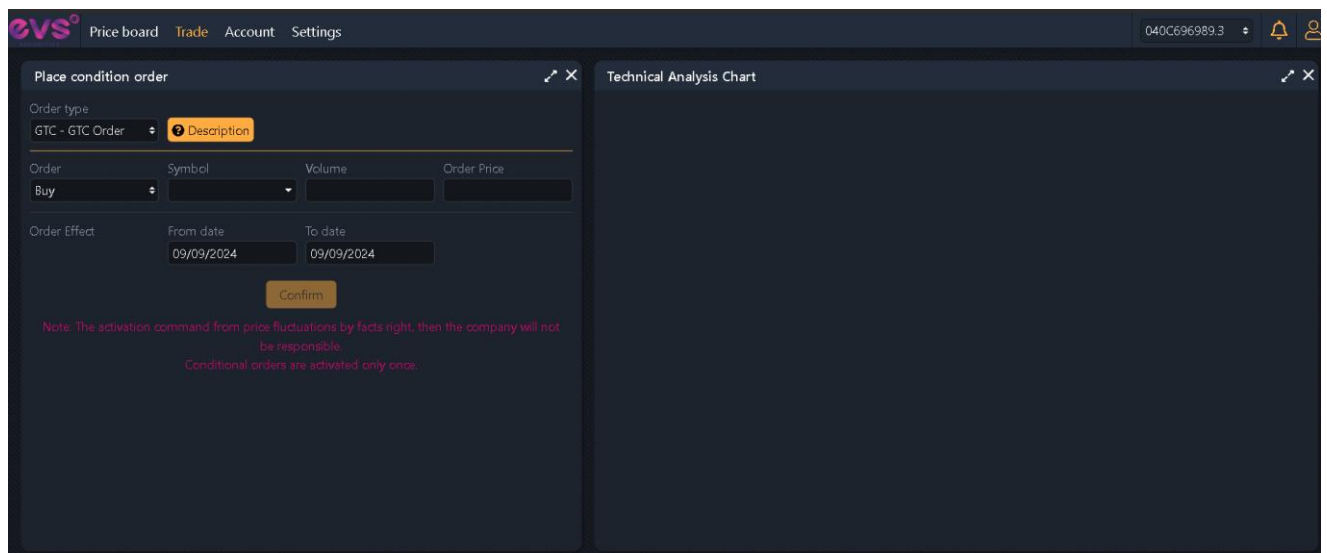 evs
Price board Trade Account Settings 040C696989.3
Place condition order
Technical Analysis Chart
Order type
GTC - GTC Order Description
Order Symbol Volume Order Price
Buy
Order Effect From date To date
09/09/2024 09/09/2024
Confirm
Note: The activation command from price fluctuations by facts right, then the company will not
be responsible.
Conditional orders are activated only once.